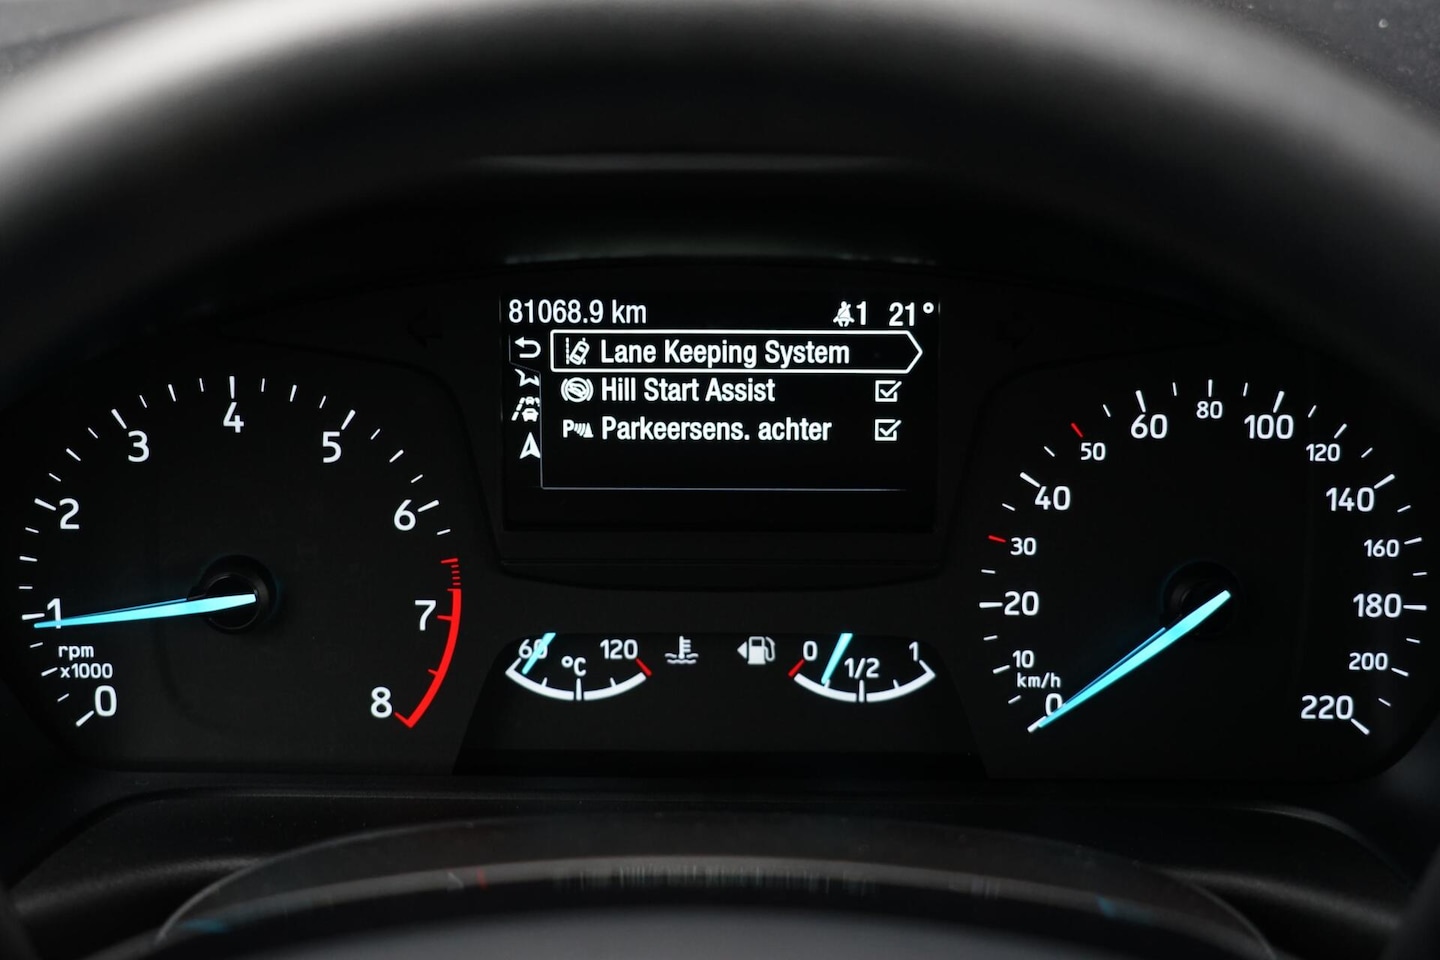 81068.9 km 1 21°
Lane Keeping System
Hill Start Assist
P Parkeersens. achter
0 1 2 3 4 5 6 7 8
rpm
x1000
60 120
°C
0 1/2 1
0 10 20 30 40 50 60 80 100 120 140 160 180 200 220
km/h